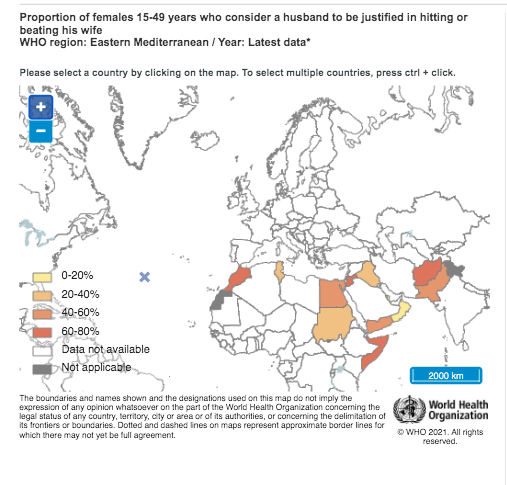 Proportion of females 15-49 years who consider a husband to be justified in hitting or
beating his wife
WHO region: Eastern Mediterranean / Year: Latest data*
Please select a country by clicking on the map. To select multiple countries, press ctrl + click.
+
−
0-20%
20-40%
40-60%
60-80%
Data not available
Not applicable
2000 km
The boundaries and names shown and the designations used on this map do not imply the
expression of any opinion whatsoever on the part of the World Health Organization concerning the
legal status of any country, territory, city or area or of its authorities, or concerning the delimitation of
its frontiers or boundaries. Dotted and dashed lines on maps represent approximate border lines for
which there may not yet be full agreement.
World Health
Organization
© WHO 2021. All rights
reserved.